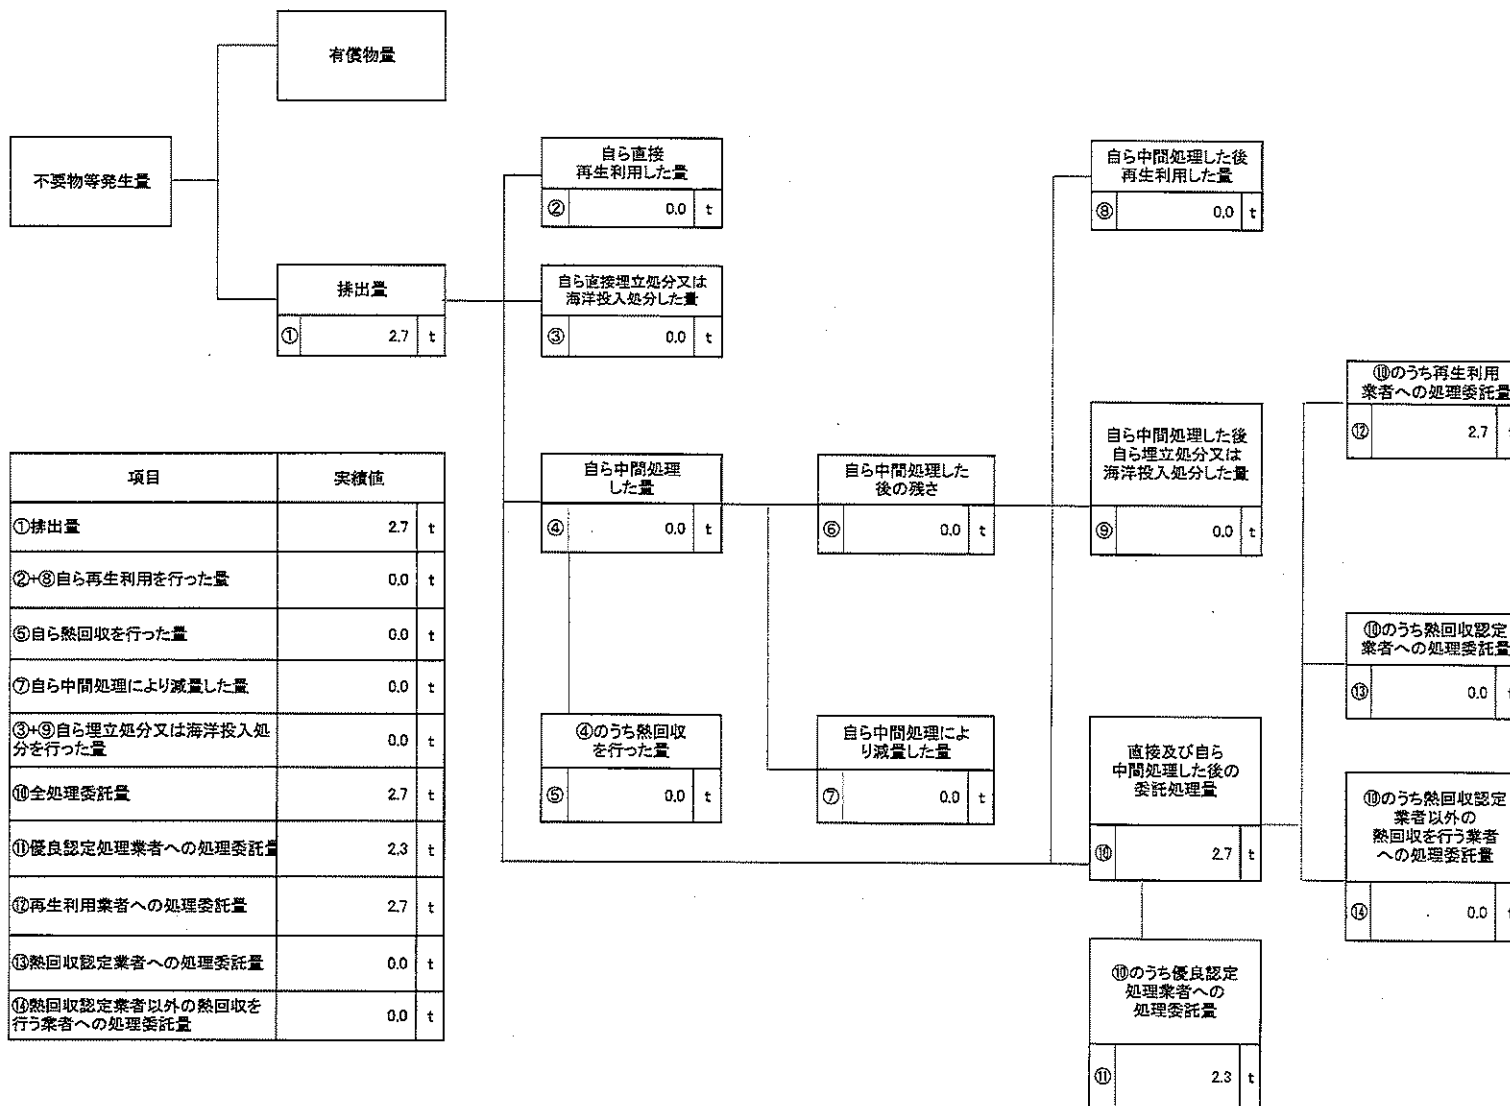 有償物量
不要物等発生量
排出量
① 2.7 t
自ら直接
再生利用した量
② 0.0 t
自ら直接埋立処分又は
海洋投入処分した量
③ 0.0 t
自ら中間処理
した量
④ 0.0 t
④のうち熱回収
を行った量
⑤ 0.0 t
自ら中間処理した
後の残さ
⑥ 0.0 t
自ら中間処理によ
り減量した量
⑦ 0.0 t
自ら中間処理した後
再生利用した量
⑧ 0.0 t
自ら中間処理した後
自ら埋立処分又は
海洋投入処分した量
⑨ 0.0 t
直接及び自ら
中間処理した後の
委託処理量
⑩ 2.7 t
⑩のうち優良認定
処理業者への
処理委託量
⑪ 2.3 t
⑩のうち再生利用
業者への処理委託量
⑫ 2.7 t
⑩のうち熱回収認定
業者への処理委託量
⑬ 0.0 t
⑩のうち熱回収認定
業者以外の
熱回収を行う業者
への処理委託量
⑭ 0.0 t
項目 実績値
①排出量 2.7 t
②+⑧自ら再生利用を行った量 0.0 t
⑤自ら熱回収を行った量 0.0 t
⑦自ら中間処理により減量した量 0.0 t
③+⑨自ら埋立処分又は海洋投入処
分を行った量 0.0 t
⑩全処理委託量 2.7 t
⑪優良認定処理業者への処理委託量 2.3 t
⑫再生利用業者への処理委託量 2.7 t
⑬熱回収認定業者への処理委託量 0.0 t
⑭熱回収認定業者以外の熱回収を
行う業者への処理委託量 0.0 t